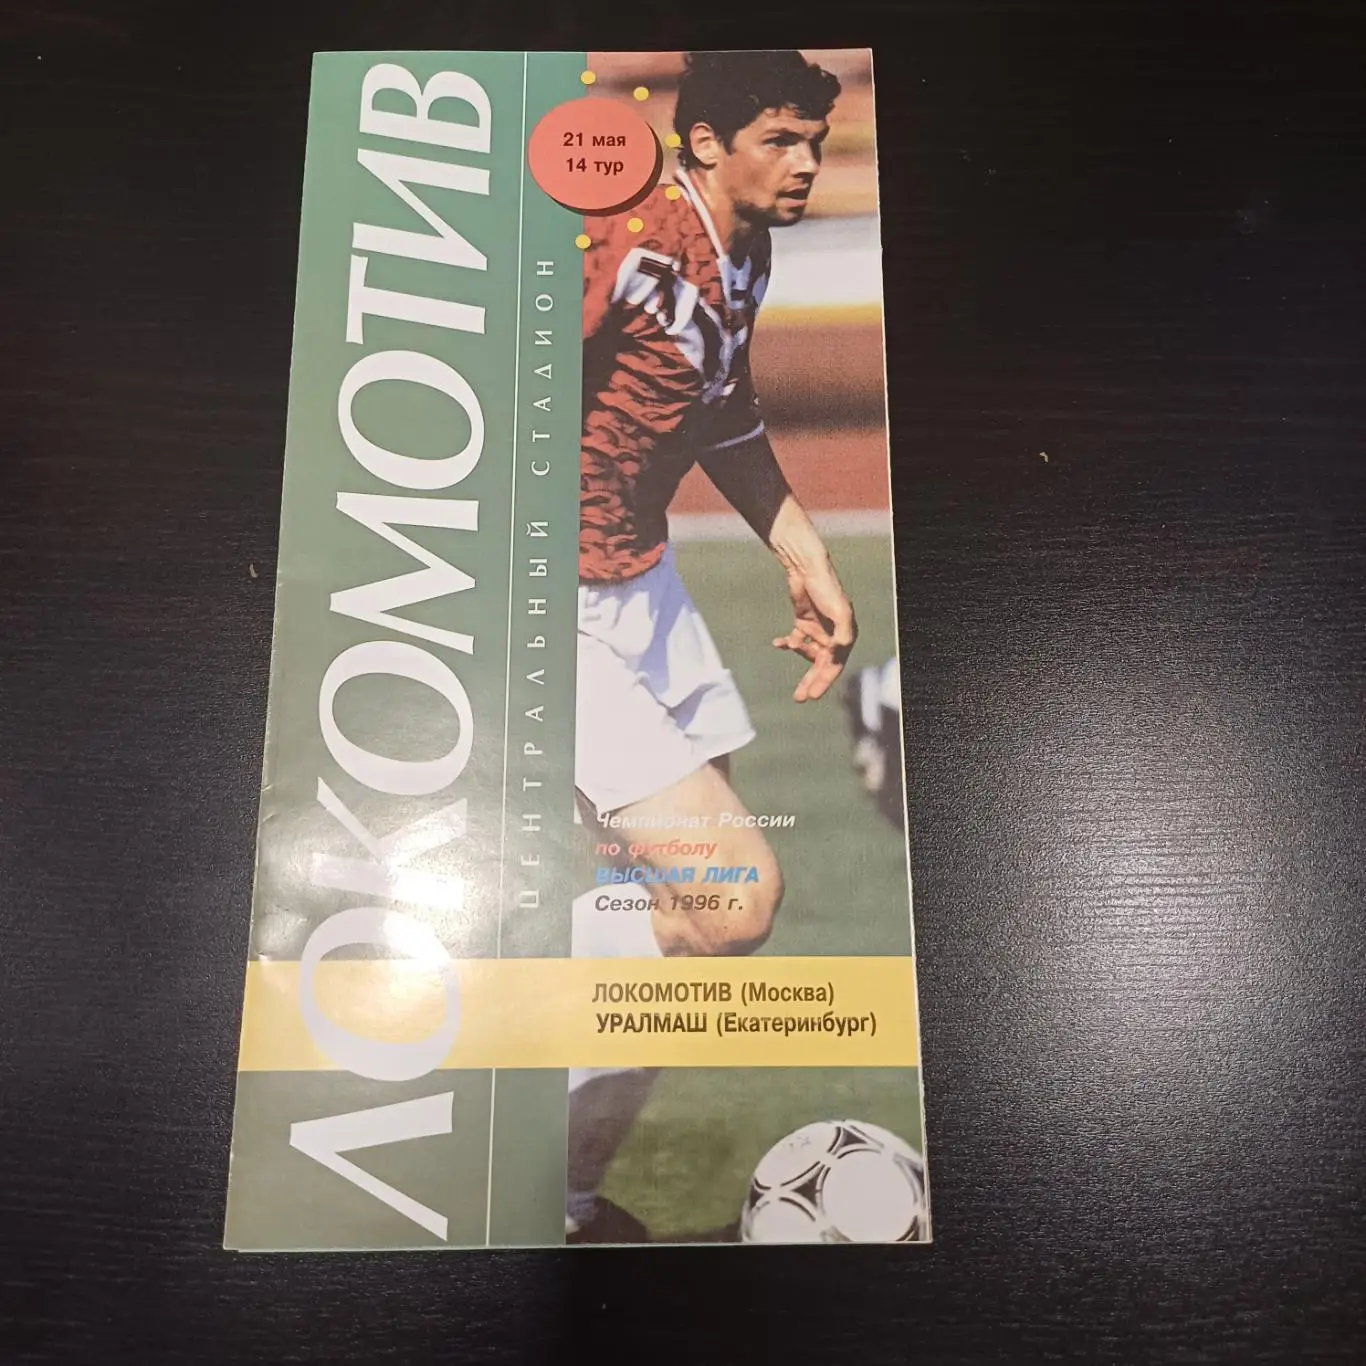 ЛОКОМОТИВ
ЦЕНТРАЛЬНЫЙ СТАДИОН
21 мая
14 тур
Чемпионат России
по футболу
ВЫСШАЯ ЛИГА
Сезон 1996 г.
ЛОКОМОТИВ (Москва)
УРАЛМАШ (Екатеринбург)